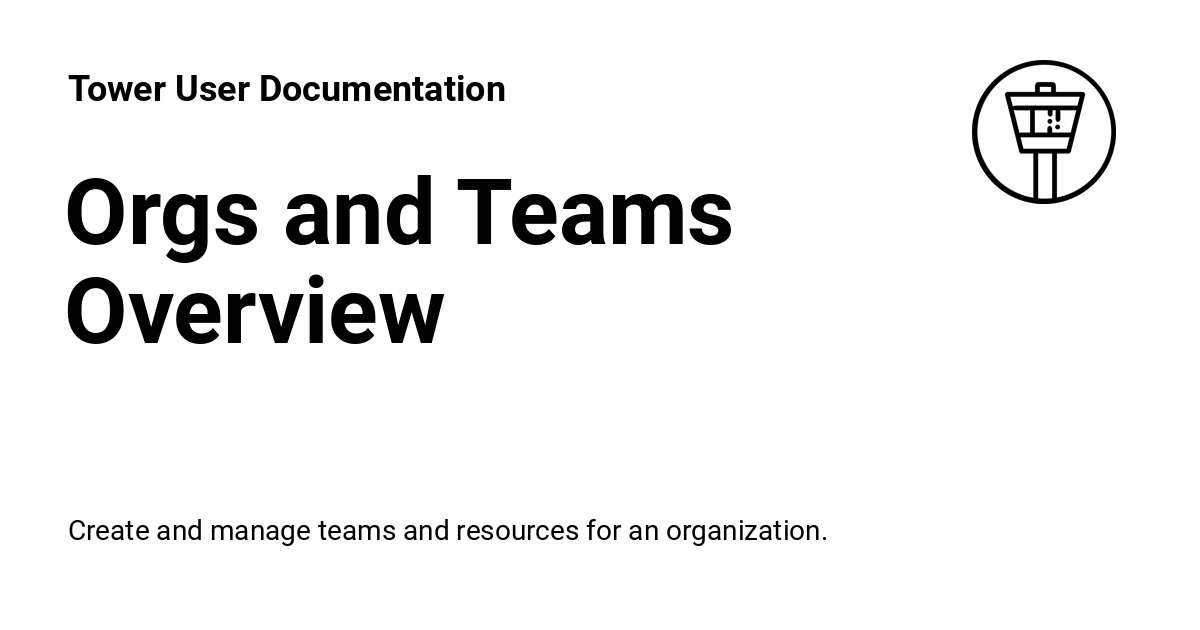 Tower User Documentation
Orgs and Teams
Overview
Create and manage teams and resources for an organization.